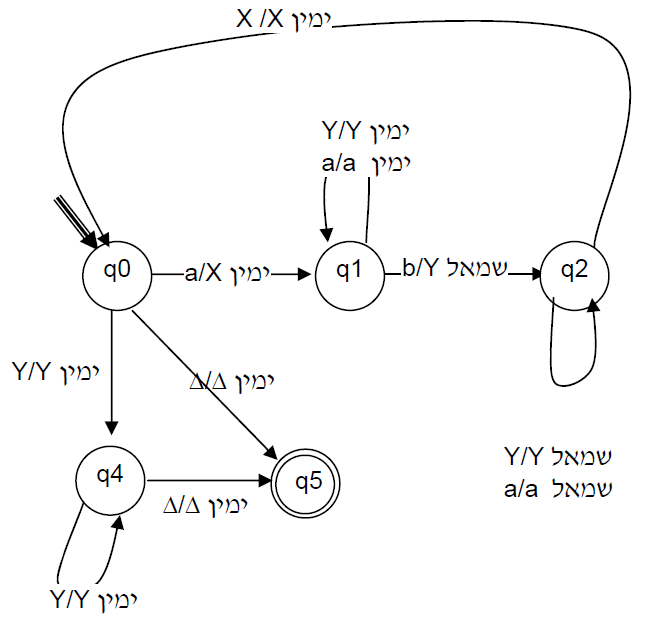 X /X ימין
Y/Y ימין
a/a ימין
q0
a/X ימין
q1
b/Y שמאל
q2
Y/Y ימין
Δ/Δ ימין
q4
Δ/Δ ימין
q5
Y/Y שמאל
a/a שמאל
Y/Y ימין